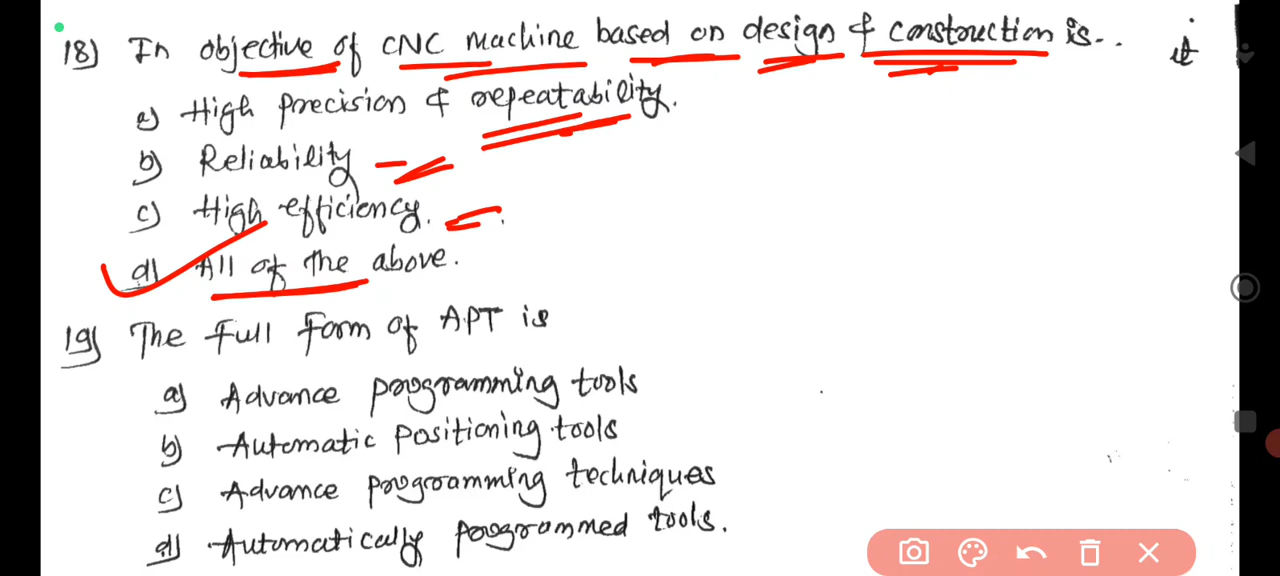 18) In objective of CNC machine based on design & construction is.. it
a) High precision & repeatability.
b) Reliability
c) High efficiency.
d) All of the above.
19) The Full Form of APT is
a) Advance programming tools
b) Automatic positioning tools
c) Advance programming techniques
d) Automatically programmed tools.